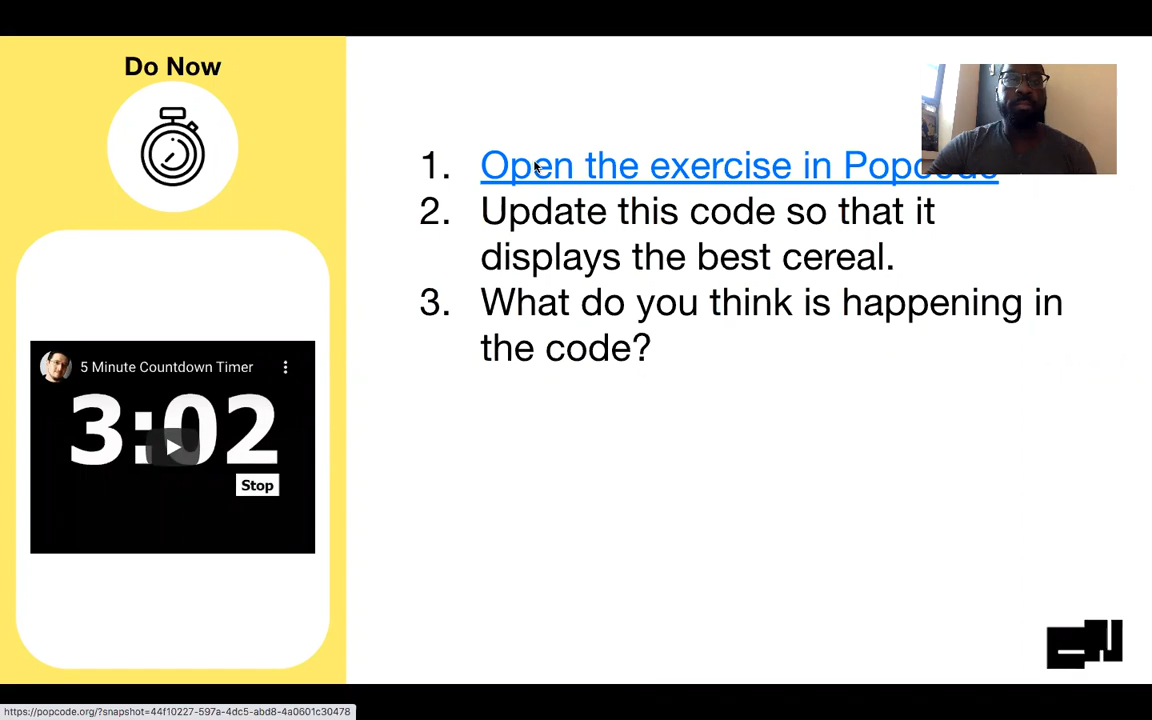 Do Now
1. Open the exercise in Popcode
2. Update this code so that it
displays the best cereal.
3. What do you think is happening in
the code?
5 Minute Countdown Timer
3:02
Stop
https://popcode.org/?snapshot=44f10227-597a-4dc5-abd8-4a0601c30478